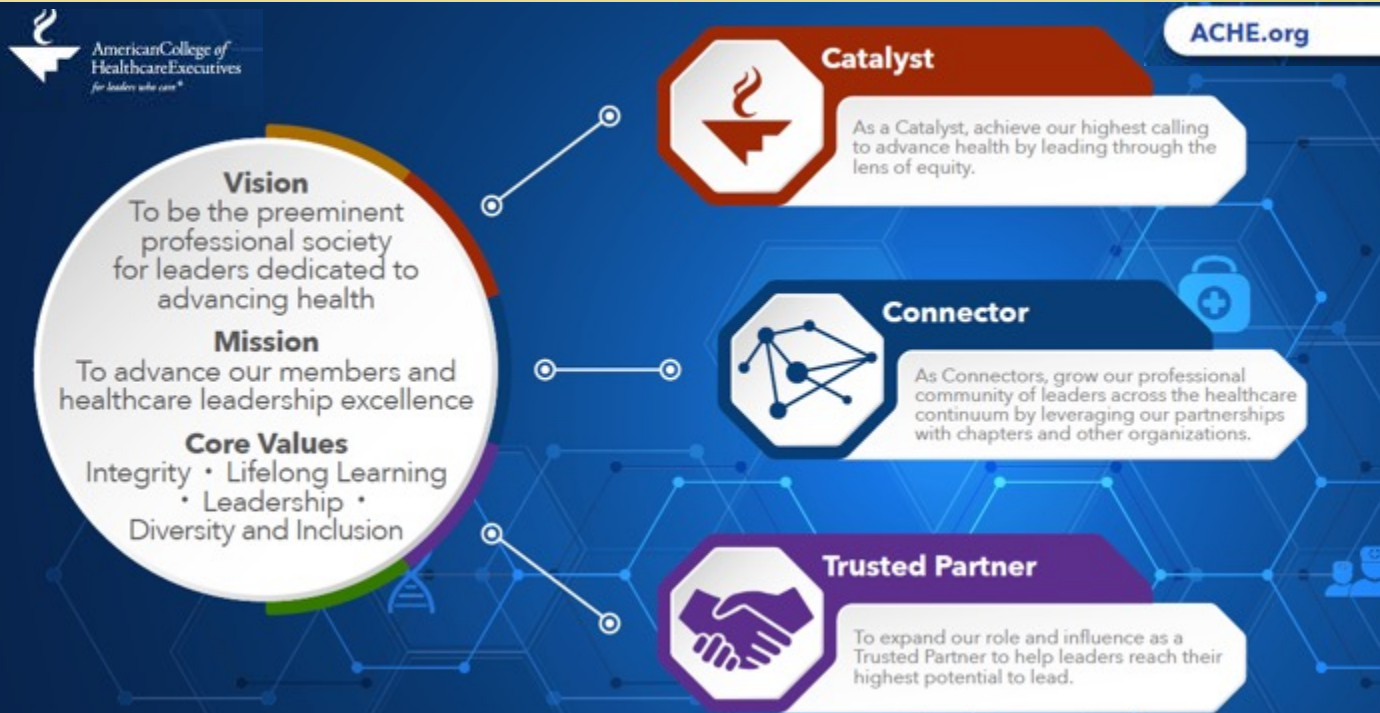 AmericanCollege of
HealthcareExecutives
for leaders who care®
ACHE.org
Vision
To be the preeminent
professional society
for leaders dedicated to
advancing health
Mission
To advance our members and
healthcare leadership excellence
Core Values
Integrity • Lifelong Learning
• Leadership •
Diversity and Inclusion
Catalyst
As a Catalyst, achieve our highest calling
to advance health by leading through the
lens of equity.
Connector
As Connectors, grow our professional
community of leaders across the healthcare
continuum by leveraging our partnerships
with chapters and other organizations.
Trusted Partner
To expand our role and influence as a
Trusted Partner to help leaders reach their
highest potential to lead.